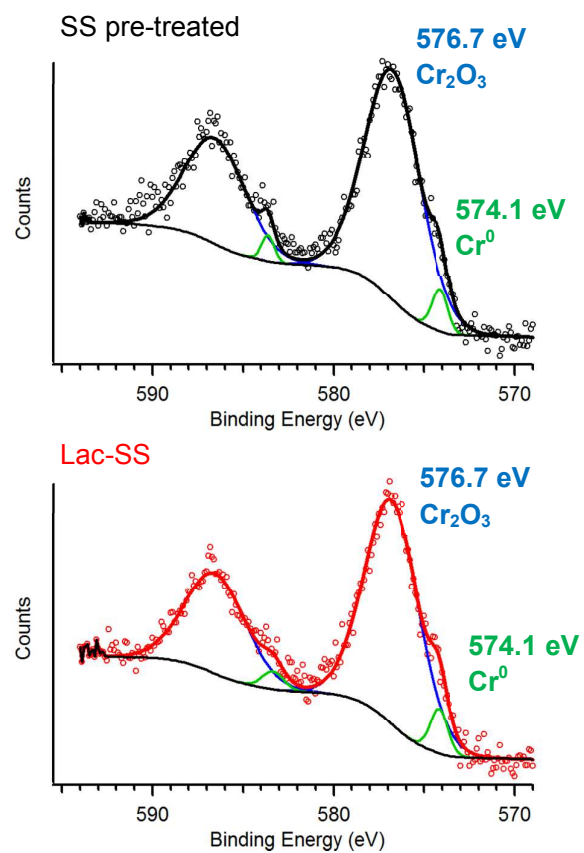 SS pre-treated
576.7 eV
Cr₂O₃
574.1 eV
Cr⁰
Counts
590 580 570
Binding Energy (eV)
Lac-SS
576.7 eV
Cr₂O₃
574.1 eV
Cr⁰
Counts
590 580 570
Binding Energy (eV)